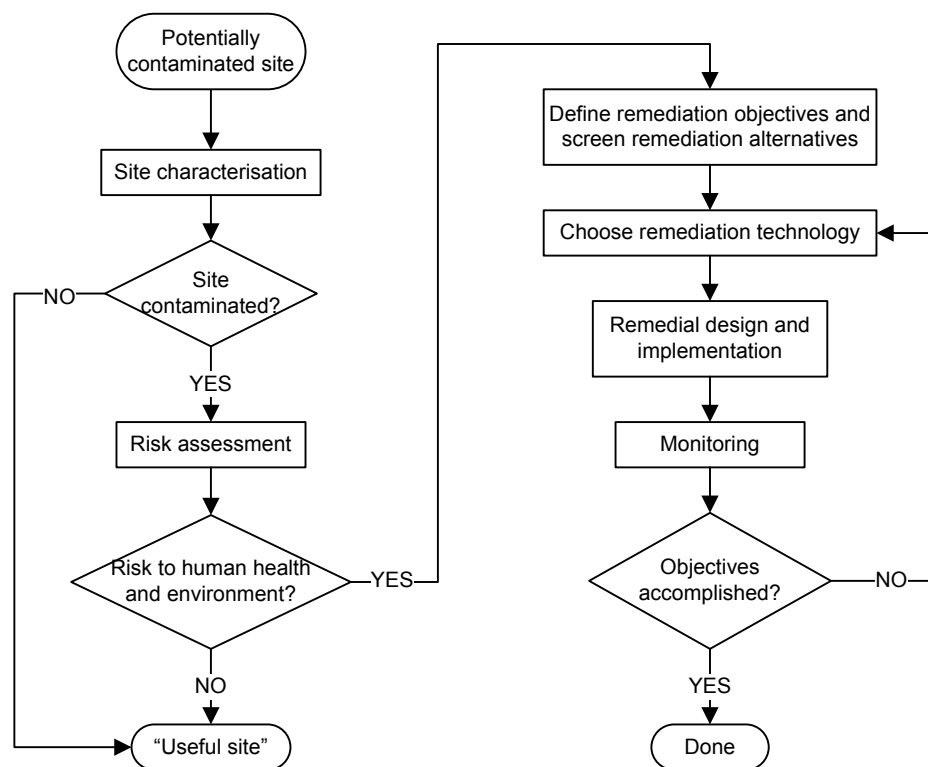 Potentially
contaminated site
Site characterisation
Site
contaminated?
NO
YES
Risk assessment
Risk to human health
and environment?
YES
NO
“Useful site”
Define remediation objectives and
screen remediation alternatives
Choose remediation technology
Remedial design and
implementation
Monitoring
Objectives
accomplished?
NO
YES
Done